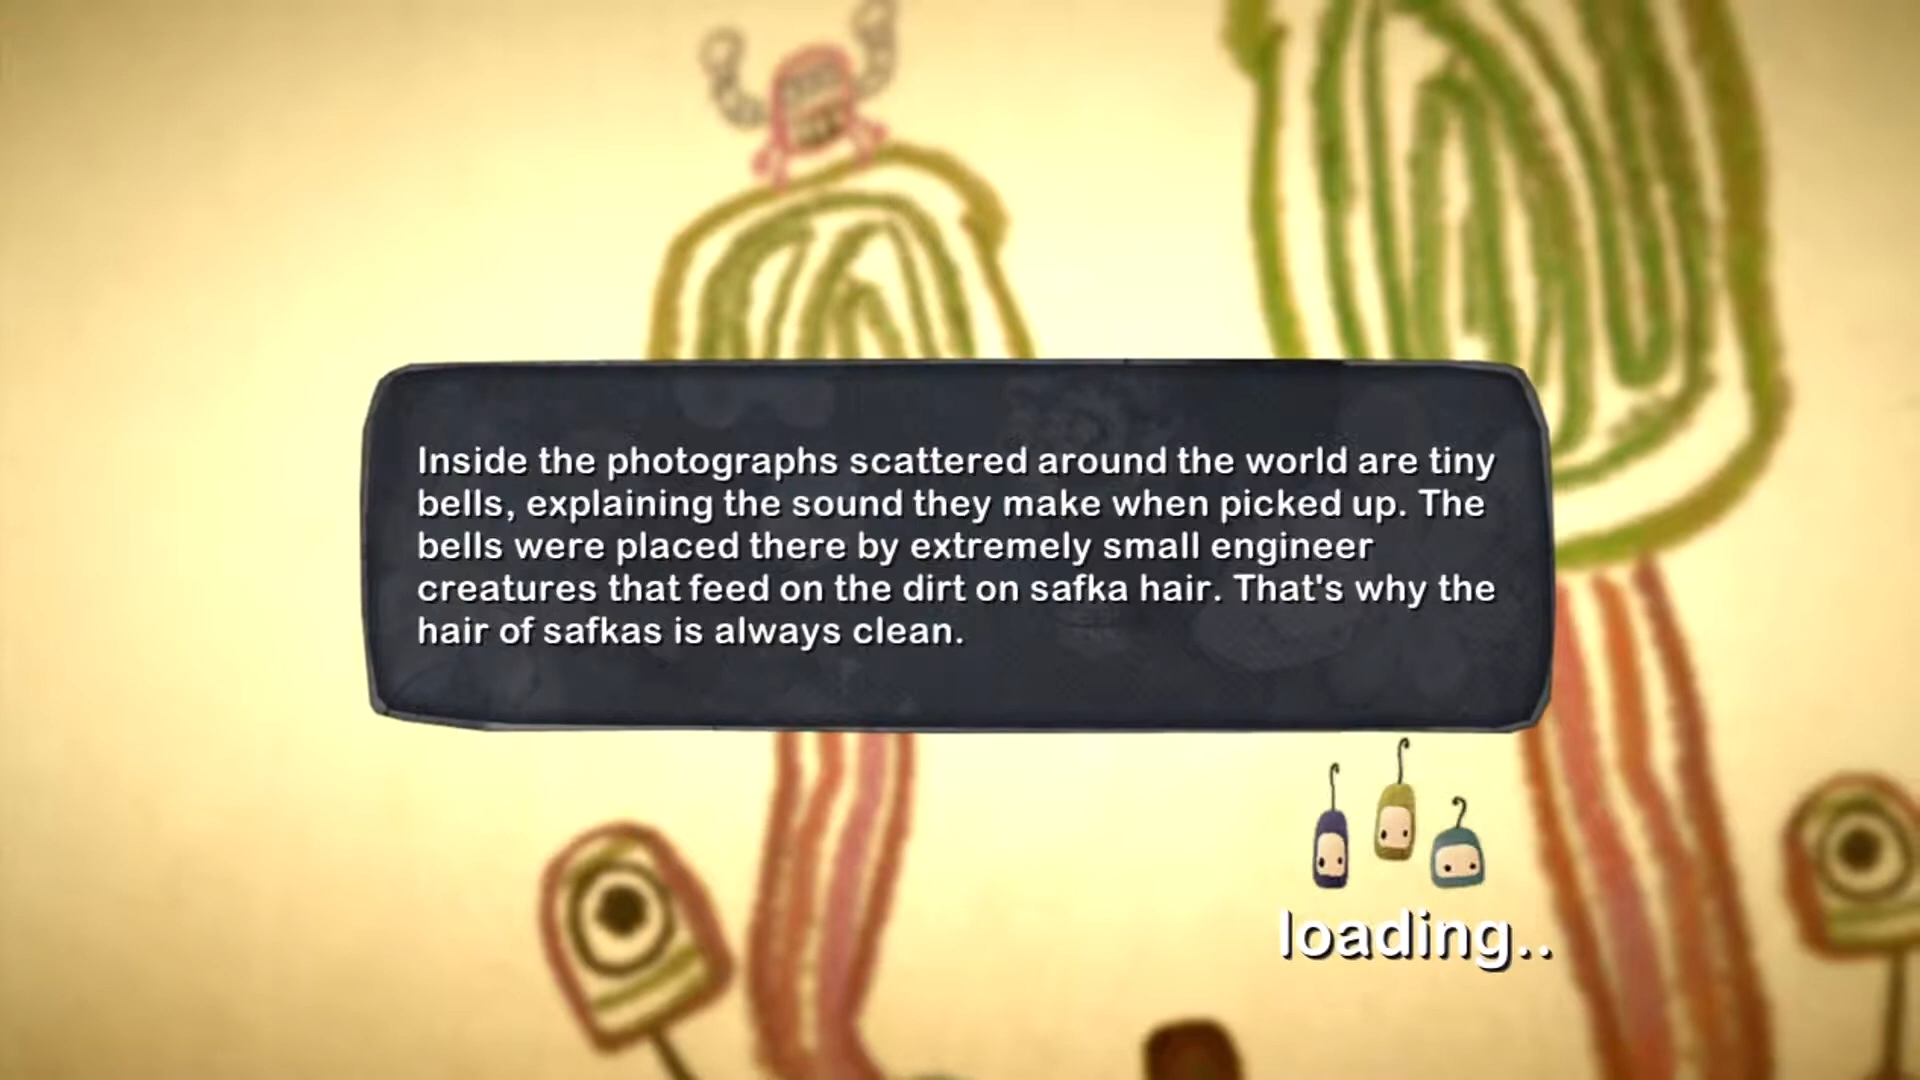 Inside the photographs scattered around the world are tiny
bells, explaining the sound they make when picked up. The
bells were placed there by extremely small engineer
creatures that feed on the dirt on safka hair. That's why the
hair of safkas is always clean.
loading..